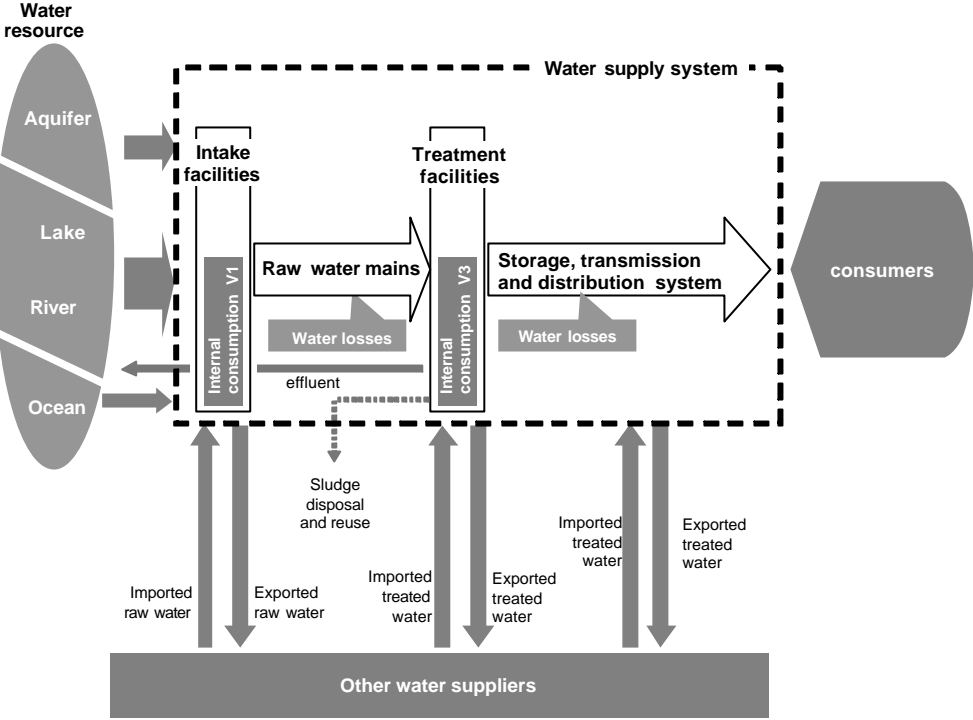 Water
resource
Water supply system
Aquifer
Lake
River
Ocean
Intake
facilities
Treatment
facilities
Internal
consumption V1
Raw water mains
Water losses
Internal
consumption V3
Storage, transmission
and distribution system
Water losses
consumers
effluent
Sludge
disposal
and reuse
Imported
raw water
Exported
raw water
Imported
treated
water
Exported
treated
water
Imported
treated
water
Exported
treated
water
Other water suppliers